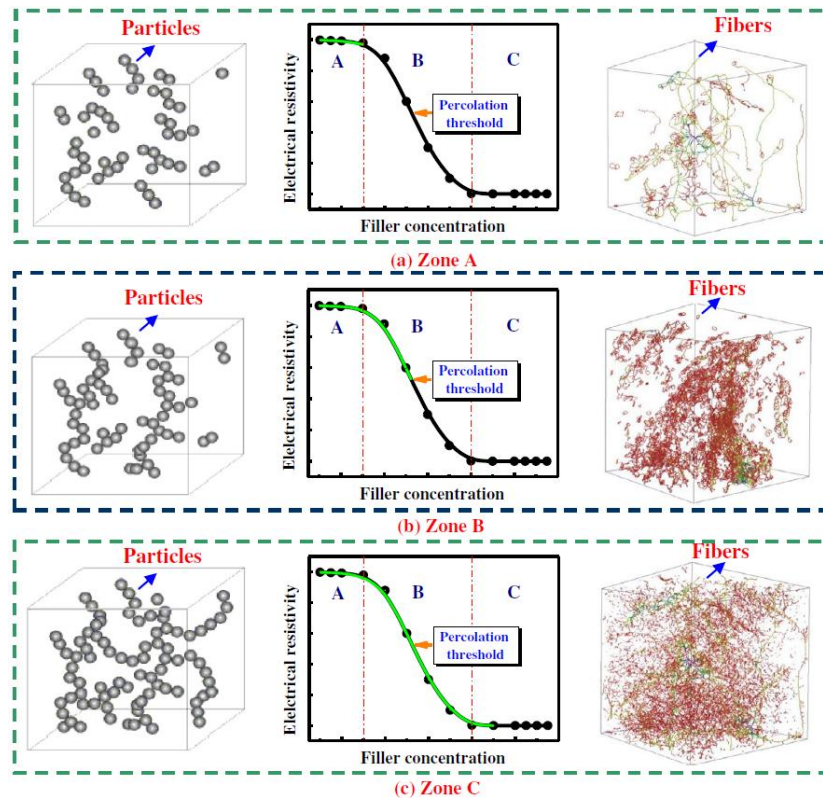 Particles
Fibers
A B C
Percolation
threshold
Elelctrical resistivity
Filler concentration
(a) Zone A
Particles
Fibers
A B C
Percolation
threshold
Elelctrical resistivity
Filler concentration
(b) Zone B
Particles
Fibers
A B C
Percolation
threshold
Elelctrical resistivity
Filler concentration
(c) Zone C